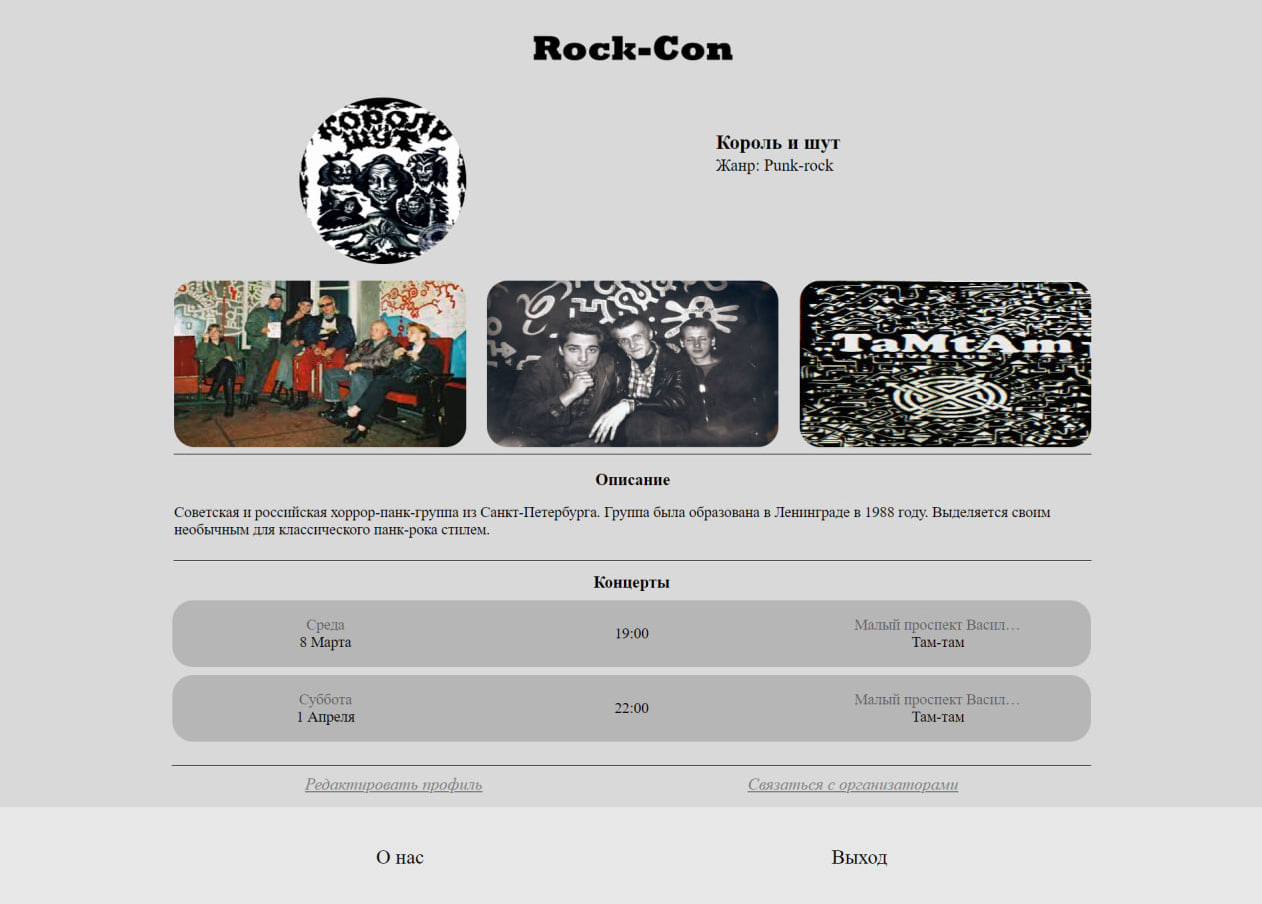 Rock-Con
Король и шут
Король и шут
Жанр: Punk-rock
TaMtAm
Описание
Советская и российская хоррор-панк-группа из Санкт-Петербурга. Группа была образована в Ленинграде в 1988 году. Выделяется своим
необычным для классического панк-рока стилем.
Концерты
Среда
8 Марта
19:00
Малый проспект Васил…
Там-там
Суббота
1 Апреля
22:00
Малый проспект Васил…
Там-там
Редактировать профиль
Связаться с организаторами
О нас
Выход